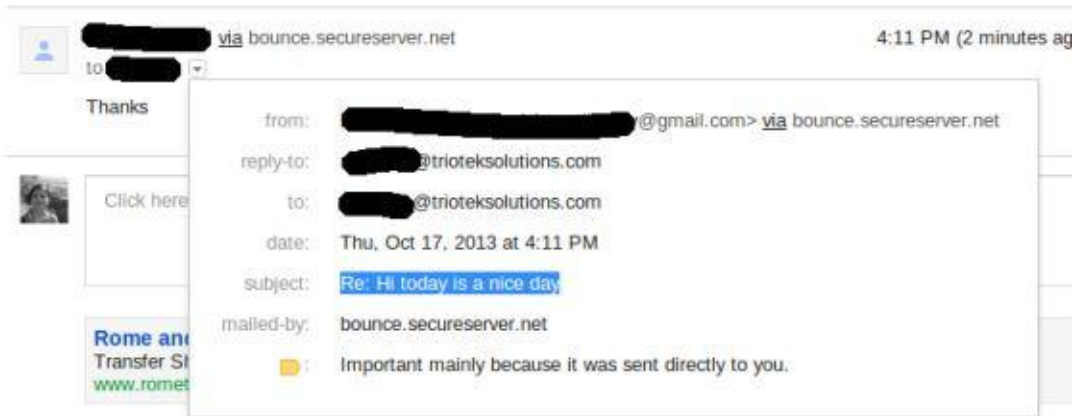 via bounce.secureserver.net 4:11 PM (2 minutes ag
to
Thanks
from: @gmail.com> via bounce.secureserver.net
reply-to: @trioteksolutions.com
to: @trioteksolutions.com
date: Thu, Oct 17, 2013 at 4:11 PM
subject: Re: Hi today is a nice day
mailed-by: bounce.secureserver.net
: Important mainly because it was sent directly to you.
Click here
Rome and
Transfer Sh
www.romet